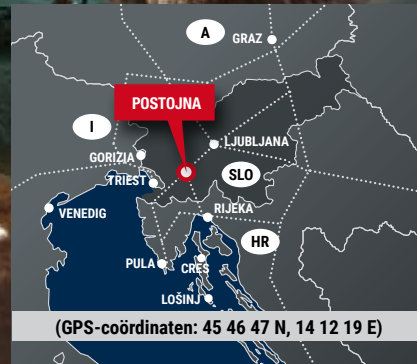 A
GRAZ
POSTOJNA
I
LJUBLJANA
GORIZIA
SLO
TRIEST
VENEDIG
RIJEKA
HR
PULA
CRES
LOŠINJ
(GPS-coördinaten: 45 46 47 N, 14 12 19 E)